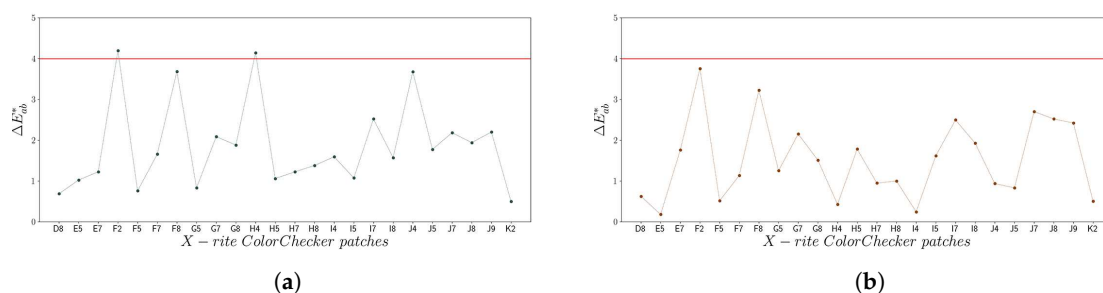 5
4
3
2
1
0
ΔE*ab
D8 E5 E7 F2 F5 F7 F8 G5 G7 G8 H4 H5 H7 H8 I4 I5 I7 I8 J4 J5 J7 J8 J9 K2
X − rite ColorChecker patches
(a)
5
4
3
2
1
0
ΔE*ab
D8 E5 E7 F2 F5 F7 F8 G5 G7 G8 H4 H5 H7 H8 I4 I5 I7 I8 J4 J5 J7 J8 J9 K2
X − rite ColorChecker patches
(b)